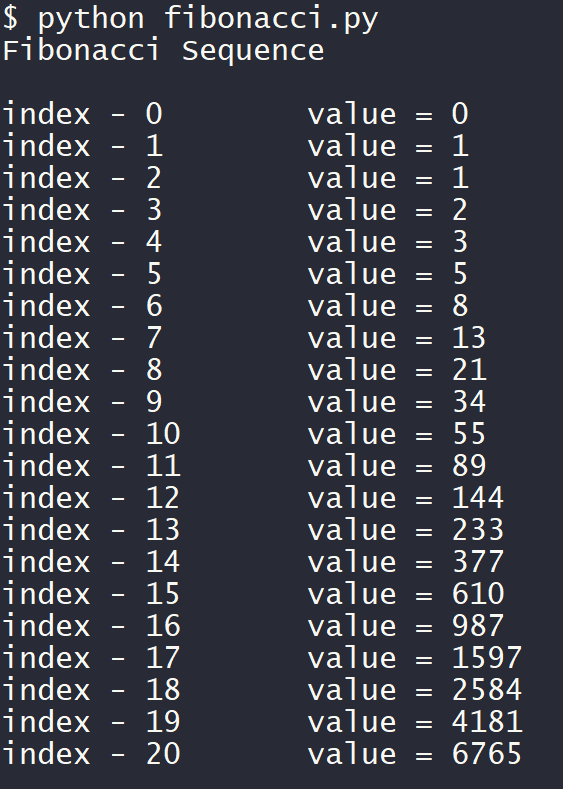 $ python fibonacci.py
Fibonacci Sequence

index - 0        value = 0
index - 1        value = 1
index - 2        value = 1
index - 3        value = 2
index - 4        value = 3
index - 5        value = 5
index - 6        value = 8
index - 7        value = 13
index - 8        value = 21
index - 9        value = 34
index - 10       value = 55
index - 11       value = 89
index - 12       value = 144
index - 13       value = 233
index - 14       value = 377
index - 15       value = 610
index - 16       value = 987
index - 17       value = 1597
index - 18       value = 2584
index - 19       value = 4181
index - 20       value = 6765